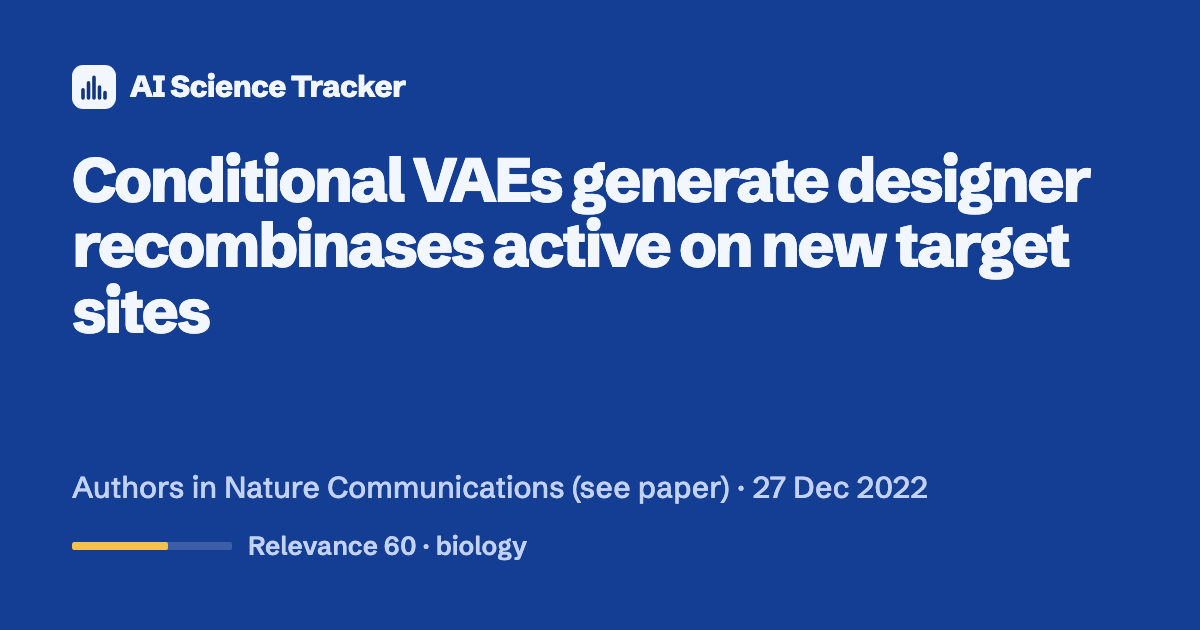 AI Science Tracker
Conditional VAEs generate designer
recombinases active on new target
sites
Authors in Nature Communications (see paper) · 27 Dec 2022
Relevance 60 · biology